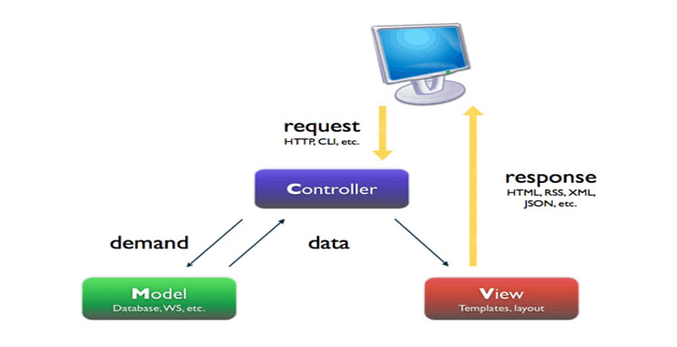 request
HTTP, CLI, etc.
Controller
response
HTML, RSS, XML,
JSON, etc.
demand
data
Model
Database, WS, etc.
View
Templates, layout